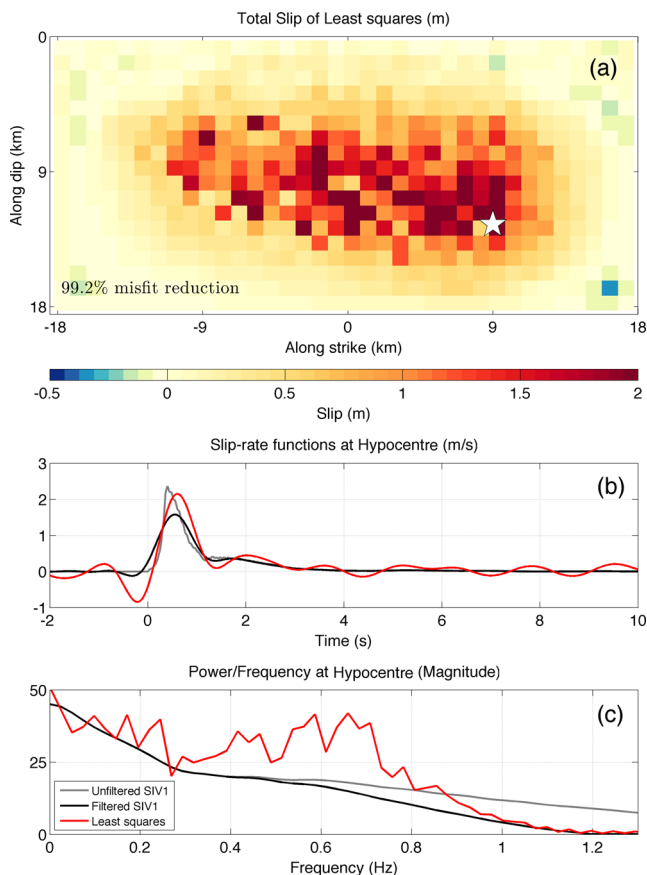 Total Slip of Least squares (m)
0
(a)
Along dip (km)
9
99.2% misfit reduction
18
-18 -9 0 9 18
Along strike (km)
-0.5 0 0.5 1 1.5 2
Slip (m)
Slip-rate functions at Hypocentre (m/s)
3
(b)
2
1
0
-1
-2 0 2 4 6 8 10
Time (s)
Power/Frequency at Hypocentre (Magnitude)
50
(c)
25
Unfiltered SIV1
Filtered SIV1
Least squares
0
0 0.2 0.4 0.6 0.8 1 1.2
Frequency (Hz)